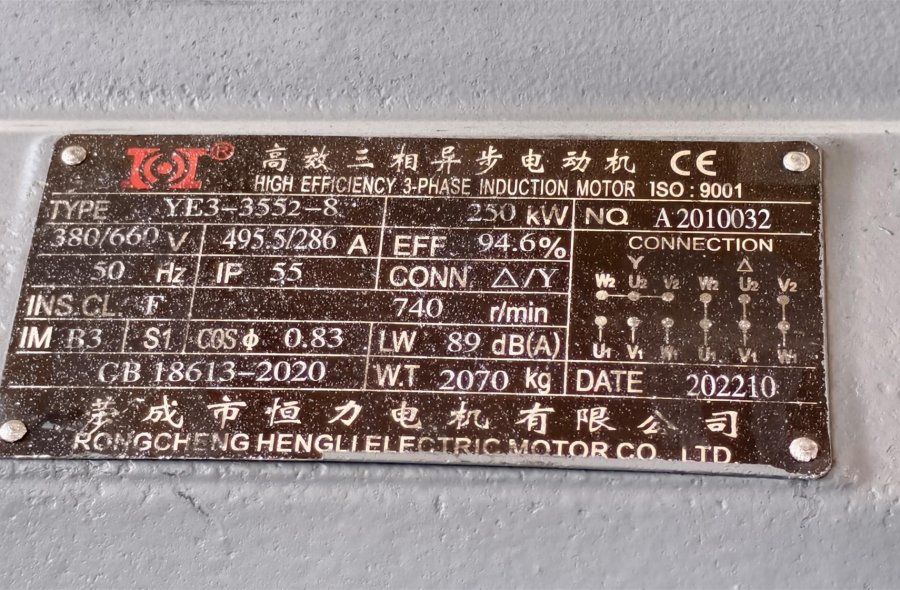 ® 高效三相异步电动机 CE
HIGH EFFICIENCY 3-PHASE INDUCTION MOTOR ISO : 9001
TYPE YE3-3552-8 250 kW NO. A2010032
380/660 V 495.5/286 A EFF 94.6% CONNECTION
50 Hz IP 55 CONN. △/Y
Y △
W2 U2 V2 W2 U2 V2
INS.CL F 740 r/min
IM B3 S1 COSφ 0.83 LW 89 dB(A)
U1 V1 W1 U1 V1 W1
GB 18613-2020 W.T 2070 kg DATE 202210
荣成市恒力电机有限公司
RONGCHENG HENGLI ELECTRIC MOTOR CO., LTD.